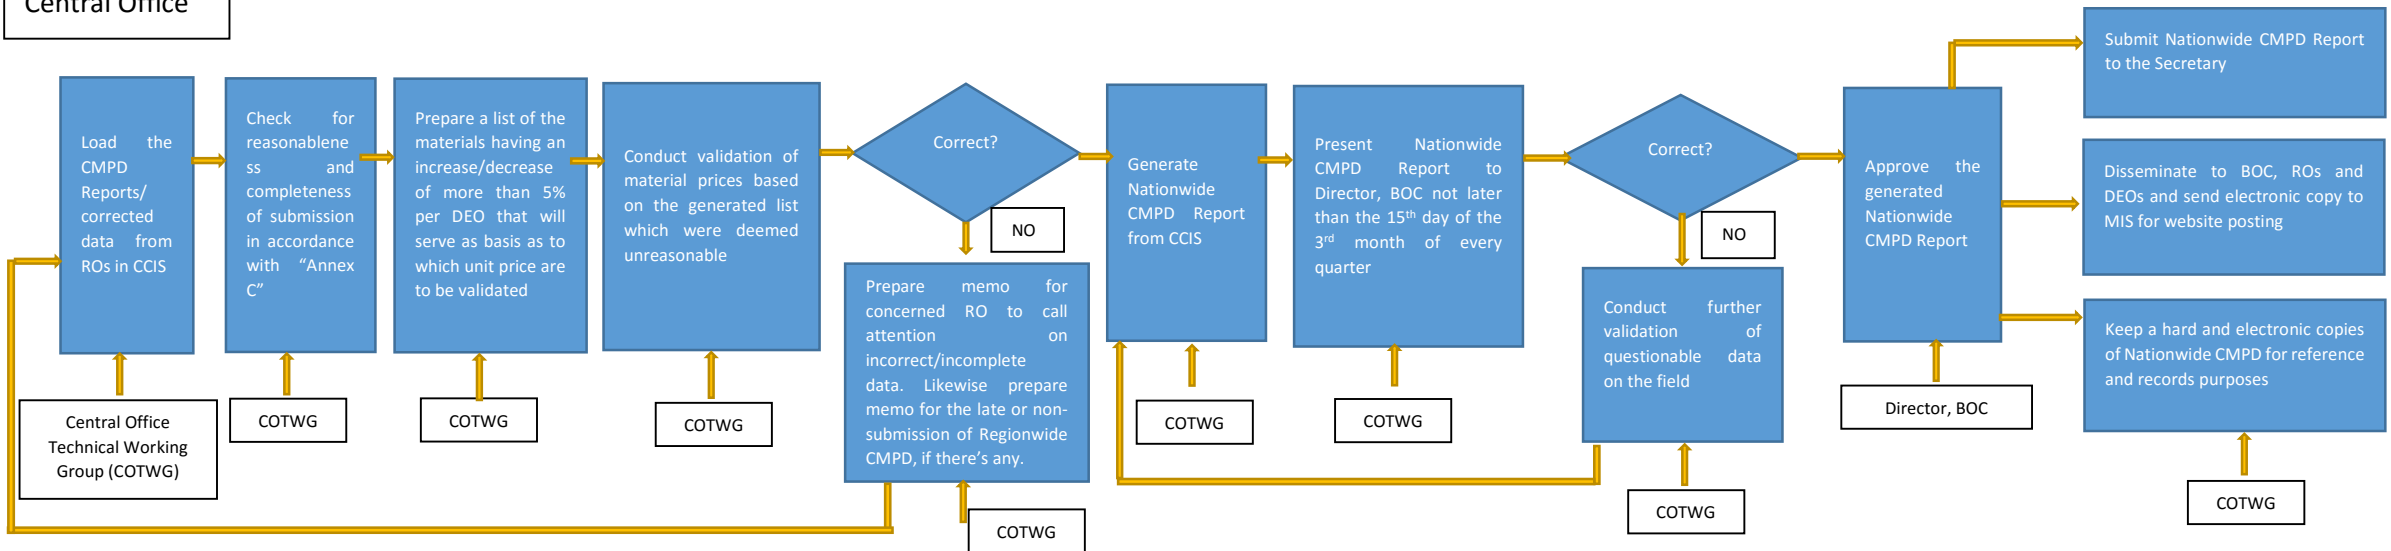 Central Office
Load the
CMPD
Reports/
corrected
data from
ROs in CCIS
Central Office
Technical Working
Group (COTWG)
Check for
reasonablene
ss and
completeness
of submission
in accordance
with “Annex
C”
COTWG
Prepare a list of the
materials having an
increase/decrease
of more than 5%
per DEO that will
serve as basis as to
which unit price are
to be validated
COTWG
Conduct validation of
material prices based
on the generated list
which were deemed
unreasonable
COTWG
Correct?
NO
Prepare memo for
concerned RO to call
attention on
incorrect/incomplete
data. Likewise prepare
memo for the late or non-
submission of Regionwide
CMPD, if there’s any.
COTWG
Generate
Nationwide
CMPD Report
from CCIS
COTWG
Present Nationwide
CMPD Report to
Director, BOC not later
than the 15th day of the
3rd month of every
quarter
COTWG
Correct?
NO
Conduct further
validation of
questionable data
on the field
COTWG
Approve the
generated
Nationwide
CMPD Report
Director, BOC
Submit Nationwide CMPD Report
to the Secretary
Disseminate to BOC, ROs and
DEOs and send electronic copy to
MIS for website posting
Keep a hard and electronic copies
of Nationwide CMPD for reference
and records purposes
COTWG